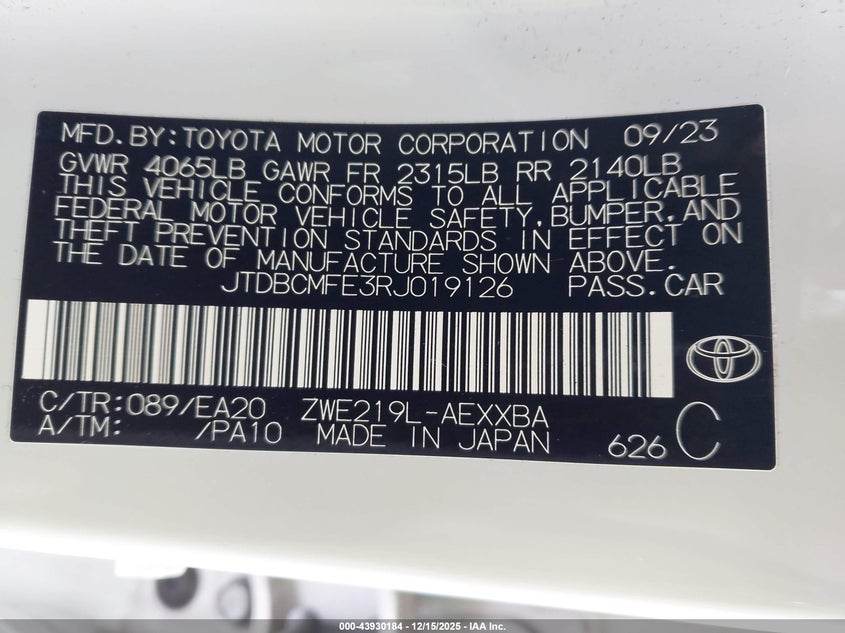 MFD.BY:TOYOTA MOTOR CORPORATION 09/23
GVWR 4065LB GAWR FR 2315LB RR 2140LB
THIS VEHICLE CONFORMS TO ALL APPLICABLE
FEDERAL MOTOR VEHICLE SAFETY,BUMPER,AND
THEFT PREVENTION STANDARDS IN EFFECT ON
THE DATE OF MANUFACTURE SHOWN ABOVE.
JTDBCMFE3RJ019126 PASS.CAR
C/TR:089/EA20 ZWE219L-AEXXBA
A/TM: /PA10 MADE IN JAPAN 626 C
000-43930184 - 12/15/2025 - IAA Inc.